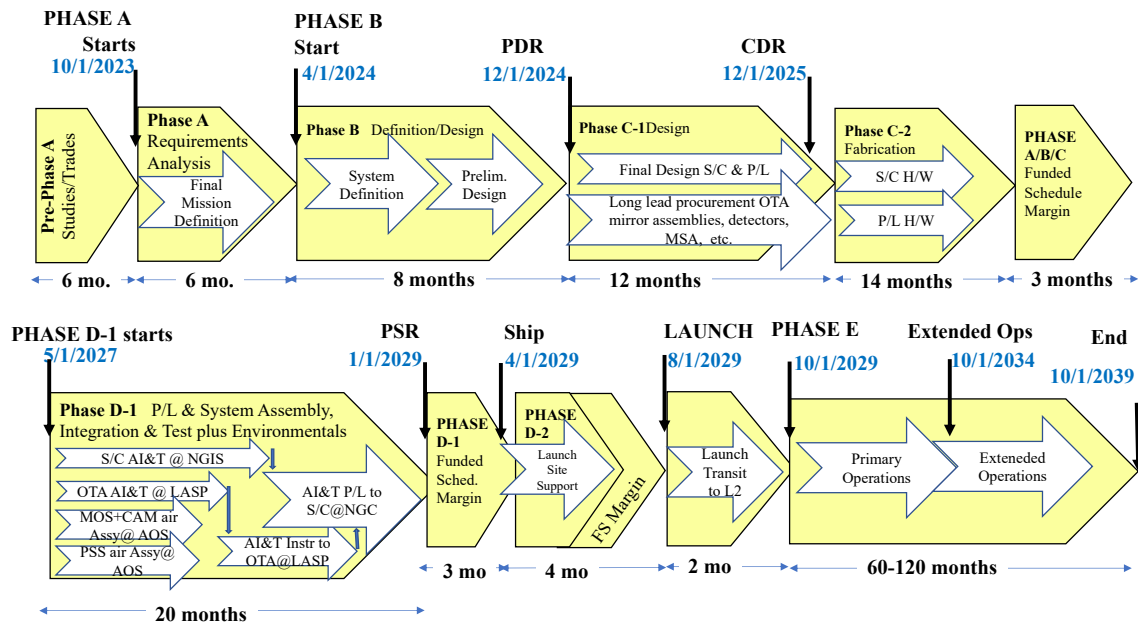 PHASE A
Starts
10/1/2023
PHASE B
Start
4/1/2024
PDR
12/1/2024
CDR
12/1/2025
Pre-Phase A
Studies/Trades
Phase A
Requirements
Analysis
Final
Mission
Definition
Phase B Definition/Design
System
Definition
Prelim.
Design
Phase C-1 Design
Final Design S/C & P/L
Long lead procurement OTA
mirror assemblies, detectors,
MSA, etc.
Phase C-2
Fabrication
S/C H/W
P/L H/W
PHASE
A/B/C
Funded
Schedule
Margin
6 mo.
6 mo.
8 months
12 months
14 months
3 months
PHASE D-1 starts
5/1/2027
PSR
1/1/2029
Ship
4/1/2029
LAUNCH
8/1/2029
PHASE E
10/1/2029
Extended Ops
10/1/2034
End
10/1/2039
Phase D-1 P/L & System Assembly,
Integration & Test plus Environmentals
S/C AI&T @ NGIS
OTA AI&T @ LASP
MOS+CAM air
Assy@ AOS
PSS air Assy@
AOS
AI&T P/L to
S/C@NGC
AI&T Instr to
OTA@LASP
PHASE
D-1
Funded
Sched.
Margin
PHASE
D-2
Launch
Site
Support
FS Margin
Launch
Transit
to L2
Primary
Operations
Exteneded
Operations
20 months
3 mo
4 mo
2 mo
60-120 months